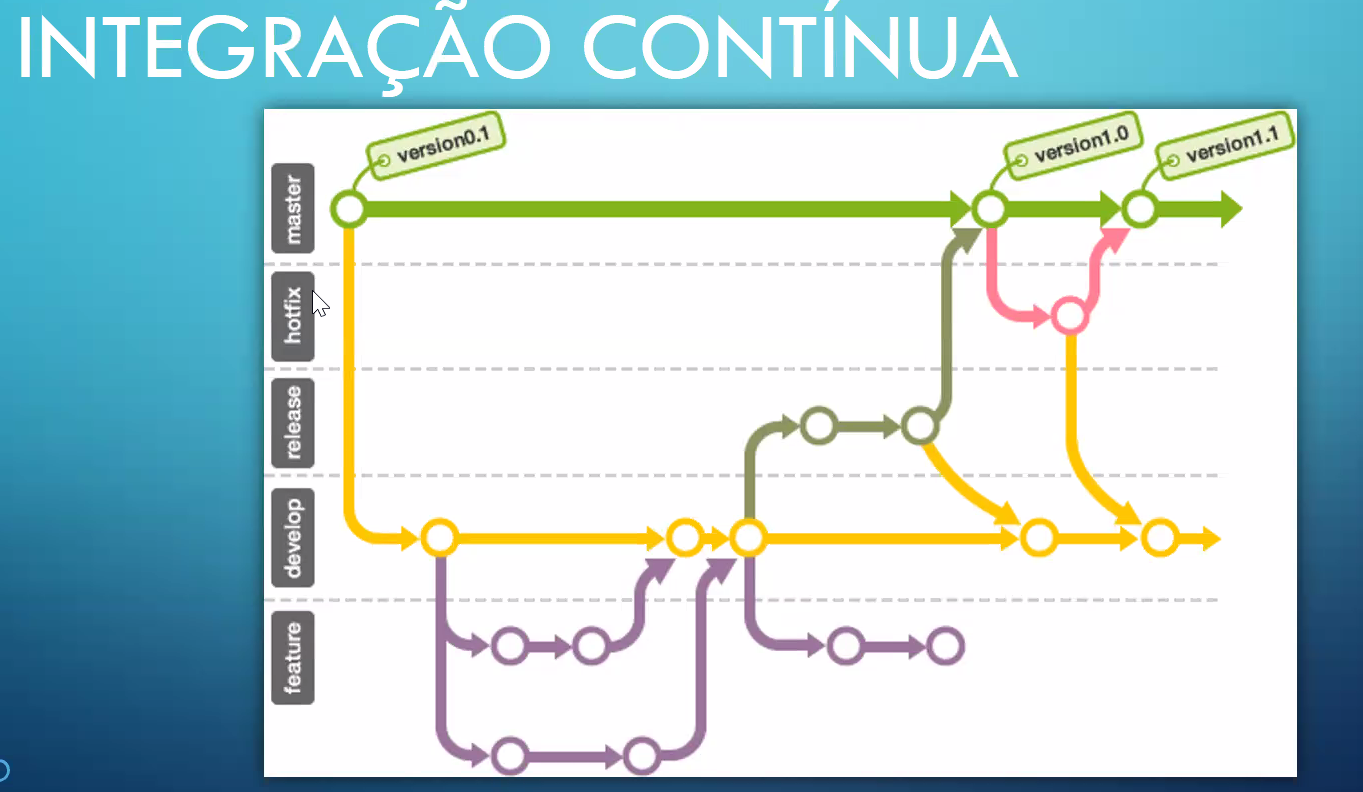 INTEGRAÇÃO CONTÍNUA
version0.1
version1.0
version1.1
master
hotfix
release
develop
feature